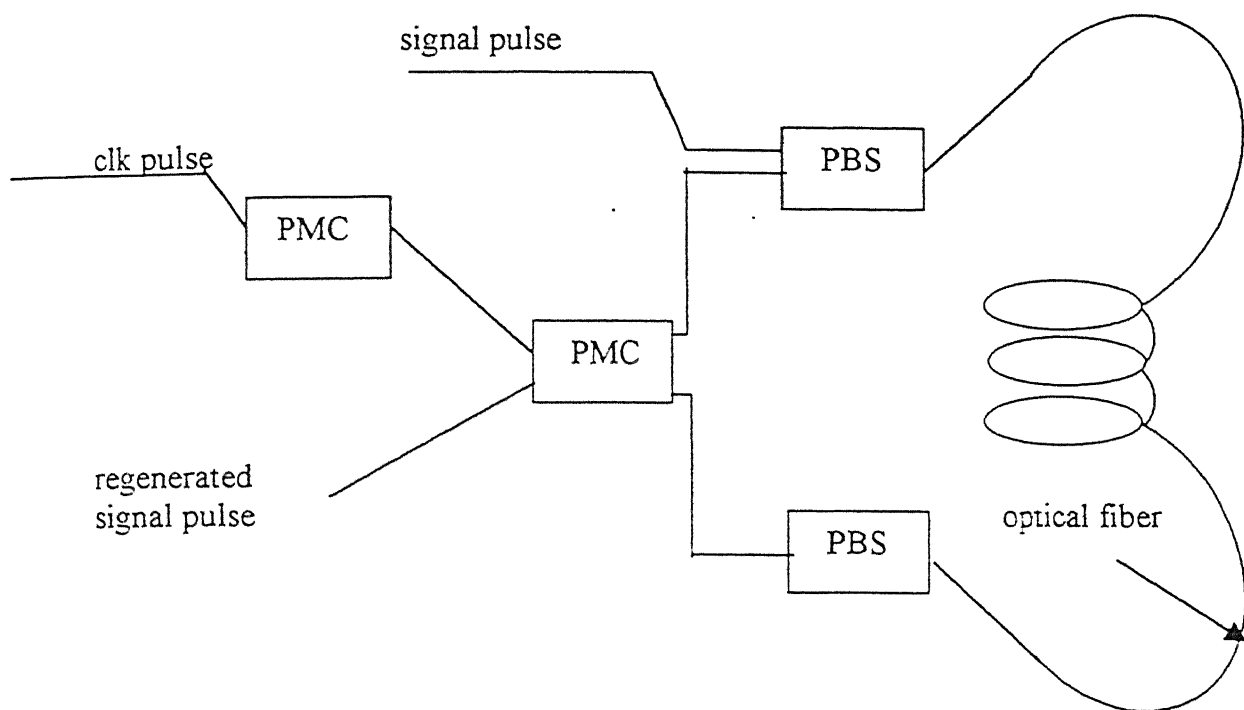 signal pulse
clk pulse
PBS
PMC
PMC
regenerated
signal pulse
PBS
optical fiber